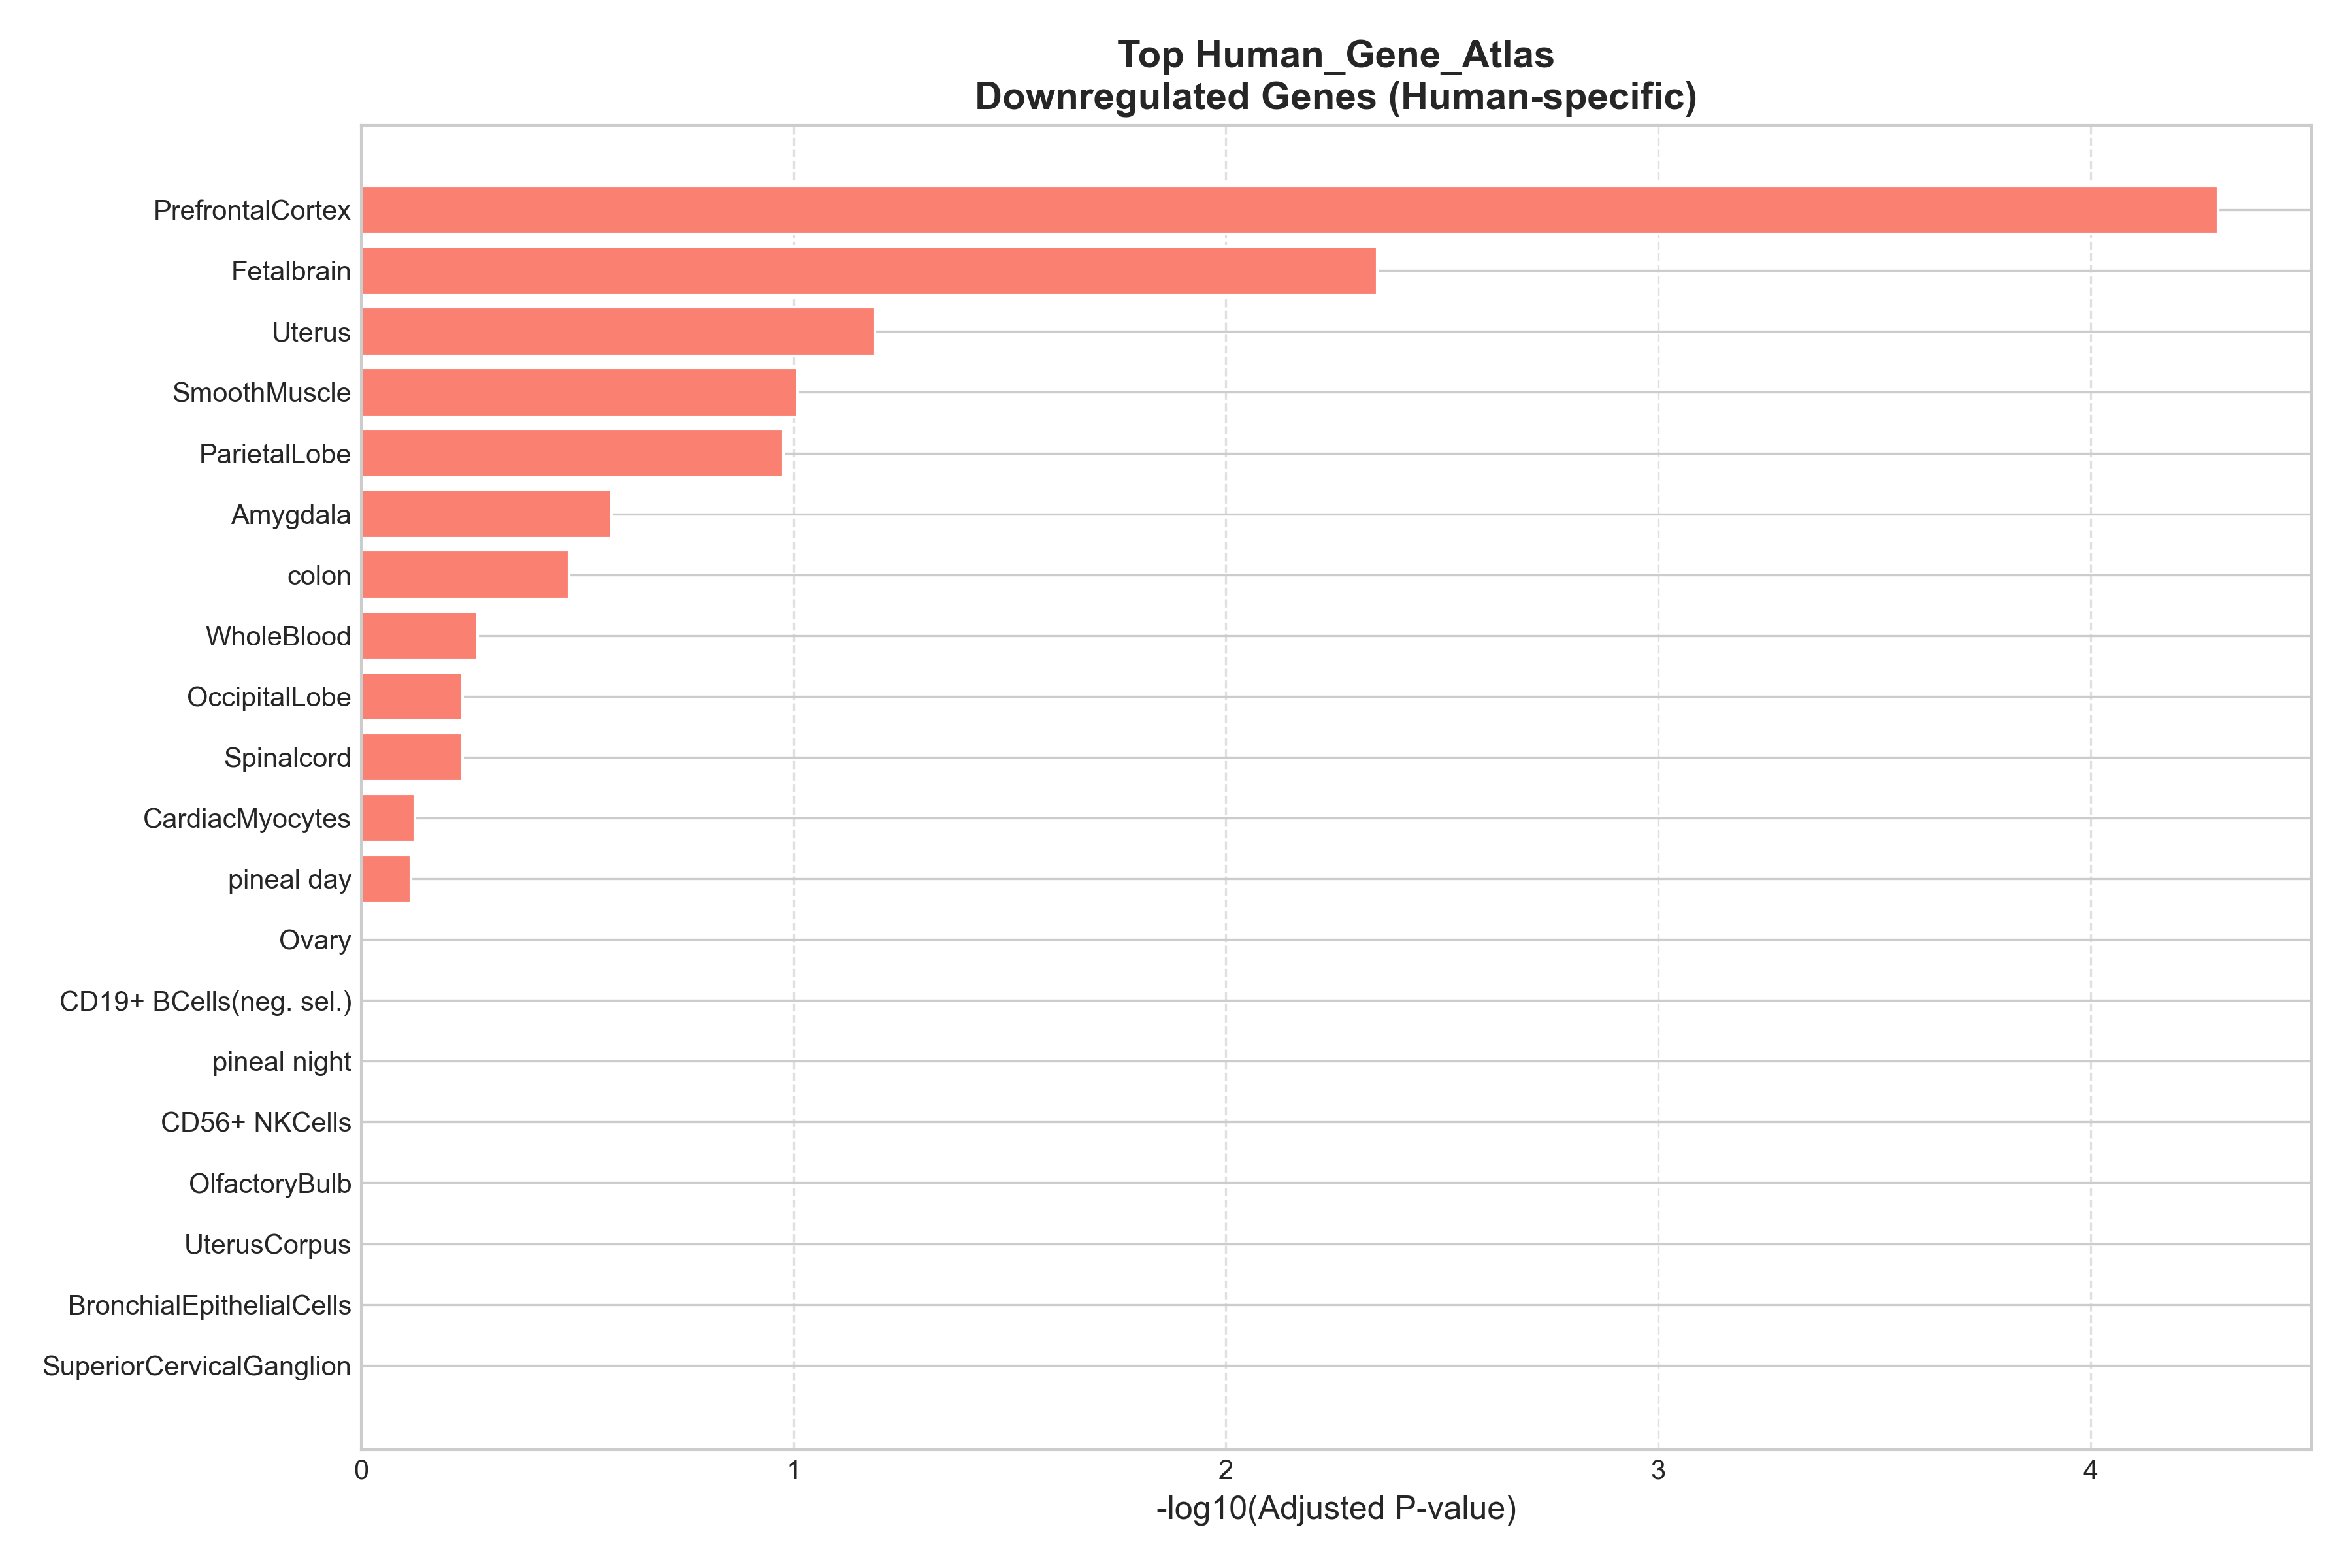 Top Human_Gene_Atlas
Downregulated Genes (Human-specific)
PrefrontalCortex
Fetalbrain
Uterus
SmoothMuscle
ParietalLobe
Amygdala
colon
WholeBlood
OccipitalLobe
Spinalcord
CardiacMyocytes
pineal day
Ovary
CD19+ BCells(neg. sel.)
pineal night
CD56+ NKCells
OlfactoryBulb
UterusCorpus
BronchialEpithelialCells
SuperiorCervicalGanglion
0 1 2 3 4
-log10(Adjusted P-value)